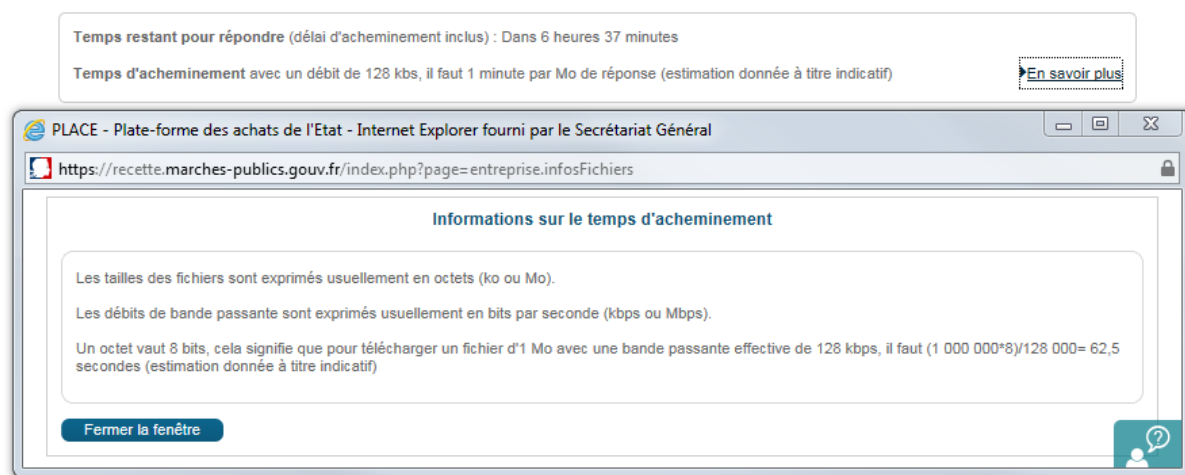 Temps restant pour répondre (délai d'acheminement inclus) : Dans 6 heures 37 minutes
Temps d'acheminement avec un débit de 128 kbs, il faut 1 minute par Mo de réponse (estimation donnée à titre indicatif)
En savoir plus
PLACE - Plate-forme des achats de l'Etat - Internet Explorer fourni par le Secrétariat Général
https://recette.marches-publics.gouv.fr/index.php?page=entreprise.infosFichiers
Informations sur le temps d'acheminement
Les tailles des fichiers sont exprimés usuellement en octets (ko ou Mo).
Les débits de bande passante sont exprimés usuellement en bits par seconde (kbps ou Mbps).
Un octet vaut 8 bits, cela signifie que pour télécharger un fichier d'1 Mo avec une bande passante effective de 128 kbps, il faut (1 000 000*8)/128 000= 62,5
secondes (estimation donnée à titre indicatif)
Fermer la fenêtre